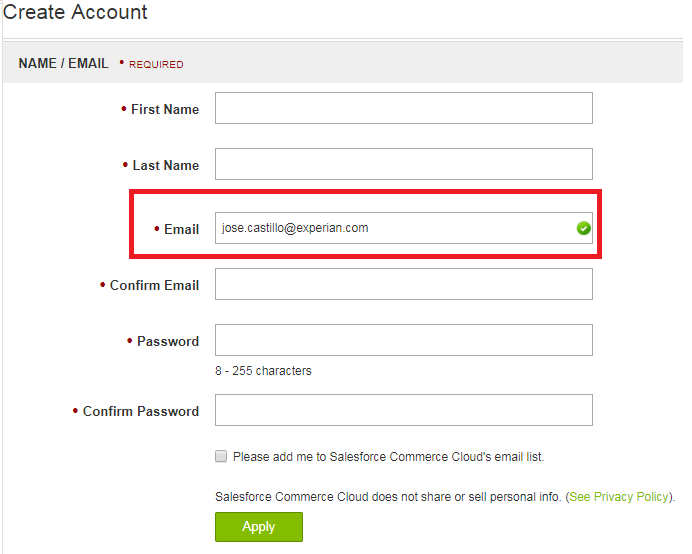 Create Account
NAME / EMAIL • REQUIRED
• First Name
• Last Name
• Email jose.castillo@experian.com
• Confirm Email
• Password
8 - 255 characters
• Confirm Password
Please add me to Salesforce Commerce Cloud's email list.
Salesforce Commerce Cloud does not share or sell personal info. (See Privacy Policy).
Apply